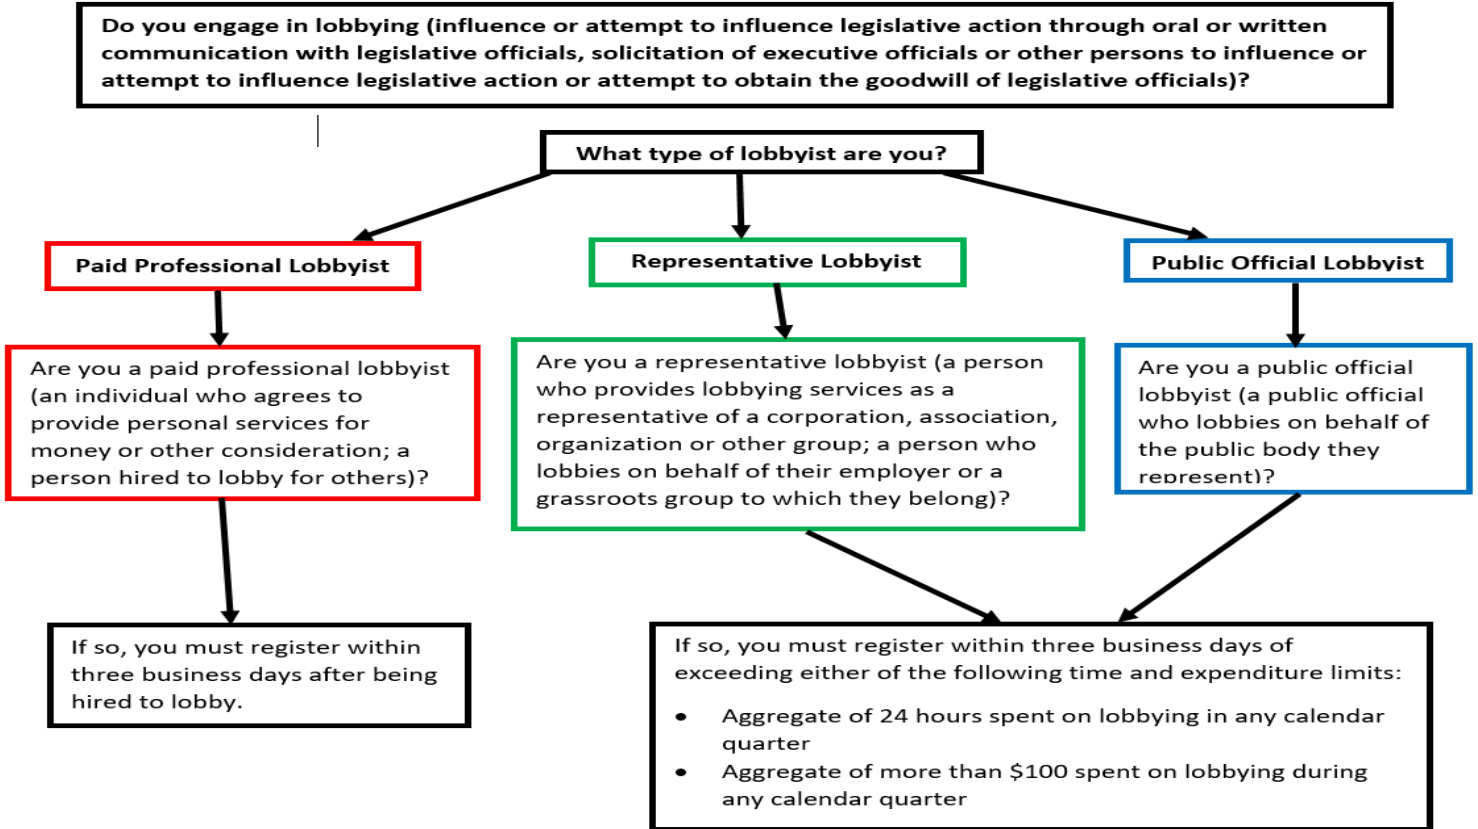 Do you engage in lobbying (influence or attempt to influence legislative action through oral or written
communication with legislative officials, solicitation of executive officials or other persons to influence or
attempt to influence legislative action or attempt to obtain the goodwill of legislative officials)?
What type of lobbyist are you?
Paid Professional Lobbyist
Representative Lobbyist
Public Official Lobbyist
Are you a paid professional lobbyist
(an individual who agrees to
provide personal services for
money or other consideration; a
person hired to lobby for others)?
Are you a representative lobbyist (a person
who provides lobbying services as a
representative of a corporation, association,
organization or other group; a person who
lobbies on behalf of their employer or a
grassroots group to which they belong)?
Are you a public official
lobbyist (a public official
who lobbies on behalf of
the public body they
represent)?
If so, you must register within
three business days after being
hired to lobby.
If so, you must register within three business days of
exceeding either of the following time and expenditure limits:
• Aggregate of 24 hours spent on lobbying in any calendar
quarter
• Aggregate of more than $100 spent on lobbying during
any calendar quarter